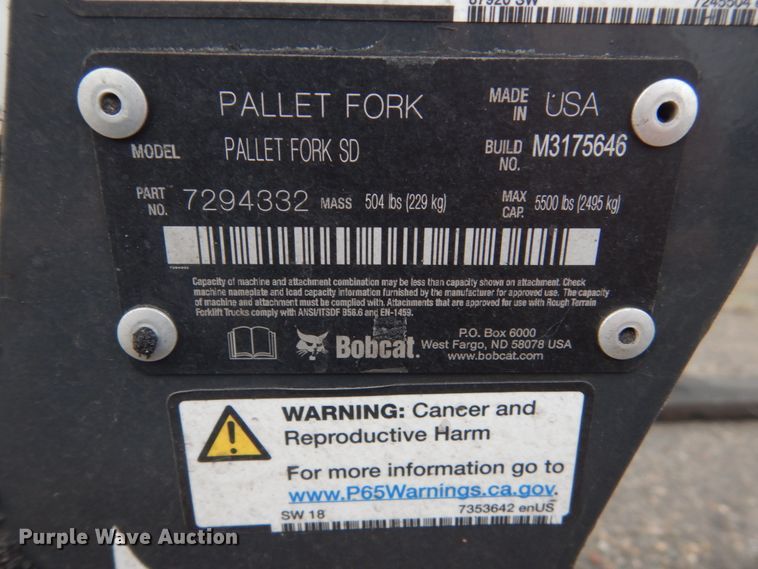 87920 SW
PALLET FORK
MADE IN USA
MODEL PALLET FORK SD
BUILD NO. M3175646
PART NO. 7294332 MASS 504 lbs (229 kg) MAX CAP. 5500 lbs (2495 kg)
7294332
Capacity of machine and attachment combination may be less than capacity shown on attachment. Check
machine nameplate and load capacity information furnished by the manufacturer for approved use. The capacity
of machine and attachment must be complied with. Attachments that are approved for use with Rough Terrain
Forklift Trucks comply with ANSI/ITSDF B56.6 and EN-1459.
Bobcat.
P.O. Box 6000
West Fargo, ND 58078 USA
www.bobcat.com
WARNING: Cancer and
Reproductive Harm
For more information go to
www.P65Warnings.ca.gov.
SW 18 7353642 enUS
Purple Wave Auction